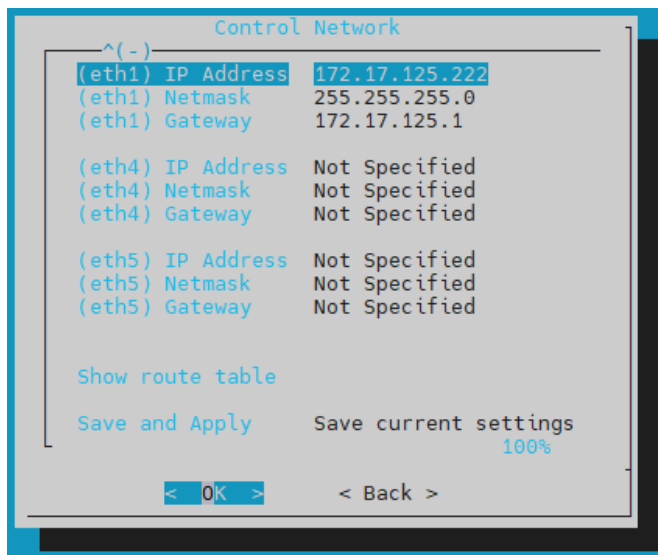 Control Network
^(-)
(eth1) IP Address 172.17.125.222
(eth1) Netmask 255.255.255.0
(eth1) Gateway 172.17.125.1
(eth4) IP Address Not Specified
(eth4) Netmask Not Specified
(eth4) Gateway Not Specified
(eth5) IP Address Not Specified
(eth5) Netmask Not Specified
(eth5) Gateway Not Specified
Show route table
Save and Apply Save current settings
100%
< OK > < Back >